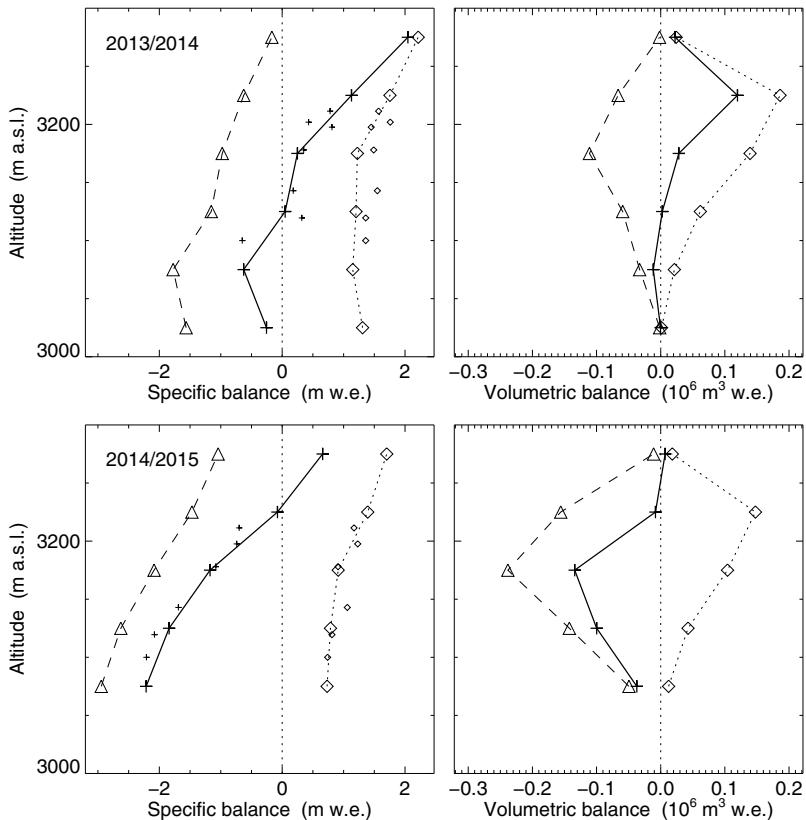 2013/2014
Altitude (m a.s.l.)
3200
3000
−2 0 2
Specific balance (m w.e.)
−0.3 −0.2 −0.1 0.0 0.1 0.2
Volumetric balance (10⁶ m³ w.e.)
2014/2015
Altitude (m a.s.l.)
3200
3000
−2 0 2
Specific balance (m w.e.)
−0.3 −0.2 −0.1 0.0 0.1 0.2
Volumetric balance (10⁶ m³ w.e.)